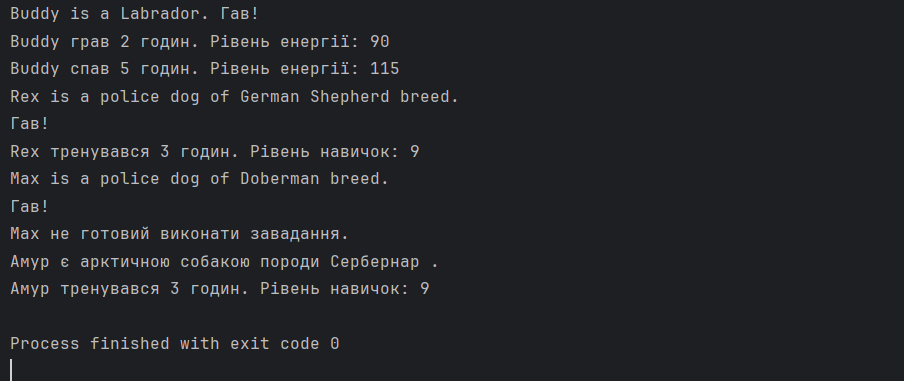 Buddy is a Labrador. Гав!
Buddy грав 2 годин. Рівень енергії: 90
Buddy спав 5 годин. Рівень енергії: 115
Rex is a police dog of German Shepherd breed.
Гав!
Rex тренувався 3 годин. Рівень навичок: 9
Max is a police dog of Doberman breed.
Гав!
Max не готовий виконати завадання.
Амур є арктичною собакою породи Сербернар .
Амур тренувався 3 годин. Рівень навичок: 9
Process finished with exit code 0